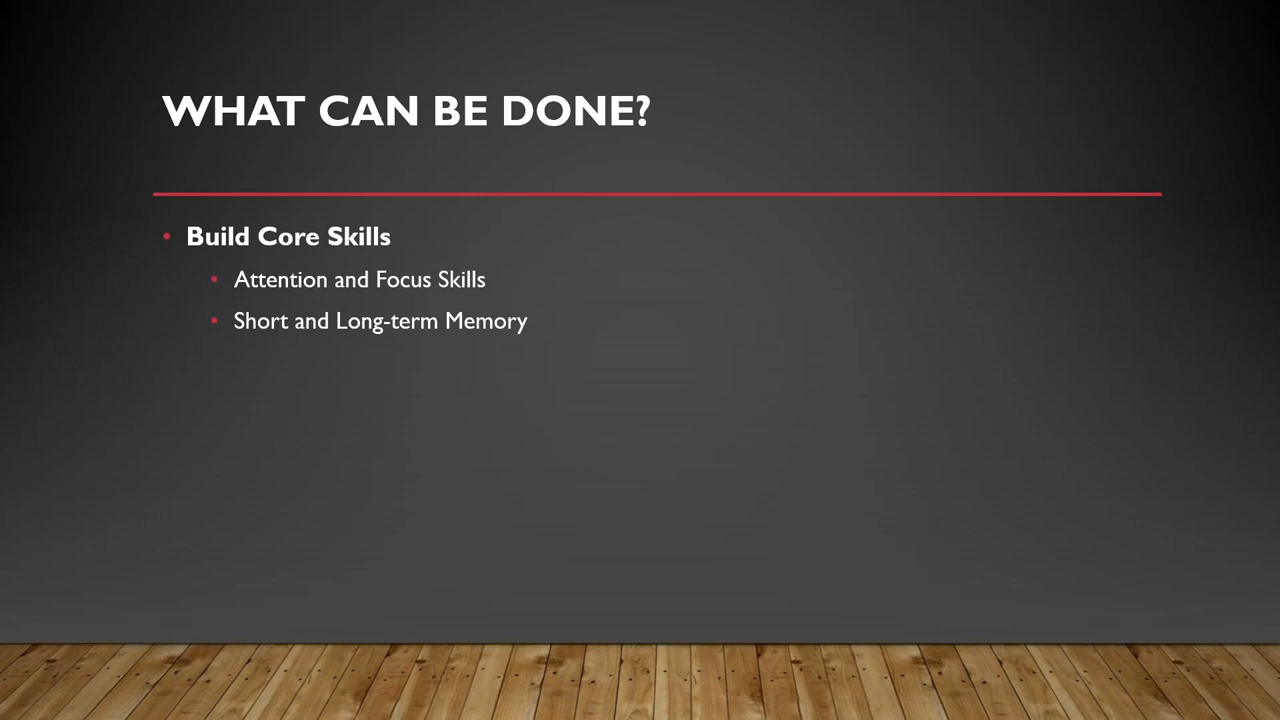 WHAT CAN BE DONE?
• Build Core Skills
• Attention and Focus Skills
• Short and Long-term Memory